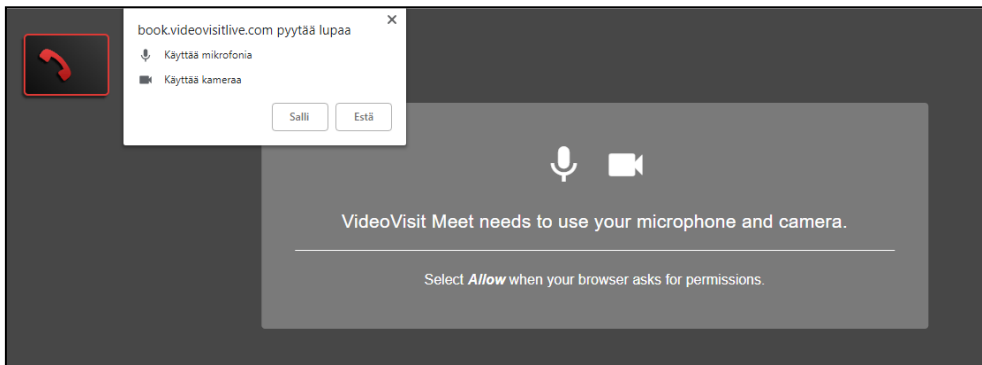 book.videovisitlive.com pyytää lupaa
Käyttää mikrofonia
Käyttää kameraa
Salli
Estä
VideoVisit Meet needs to use your microphone and camera.
Select Allow when your browser asks for permissions.